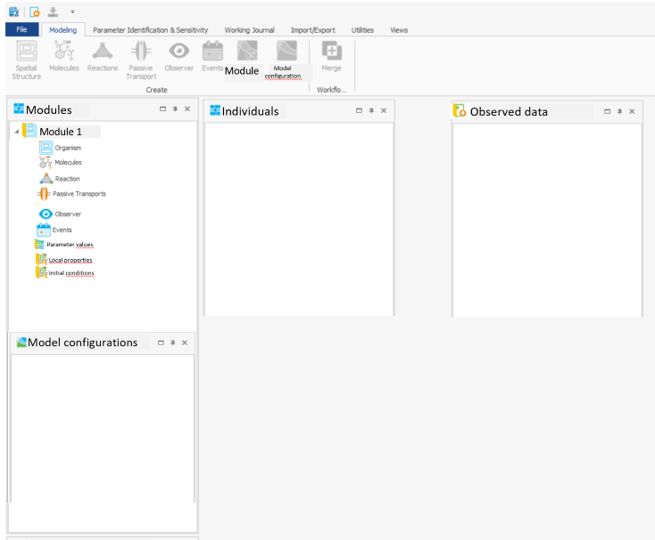 File Modeling Parameter Identification & Sensitivity Working Journal Import/Export Utilities Views
Spatial Structure
Molecules
Reactions
Passive Transport
Observer
Events
Module
Model configuration
Merge
Create
Workflo...
Modules
Module 1
Organism
Molecules
Reaction
Passive Transports
Observer
Events
Parameter values
Local properties
Initial conditions
Individuals
Observed data
Model configurations